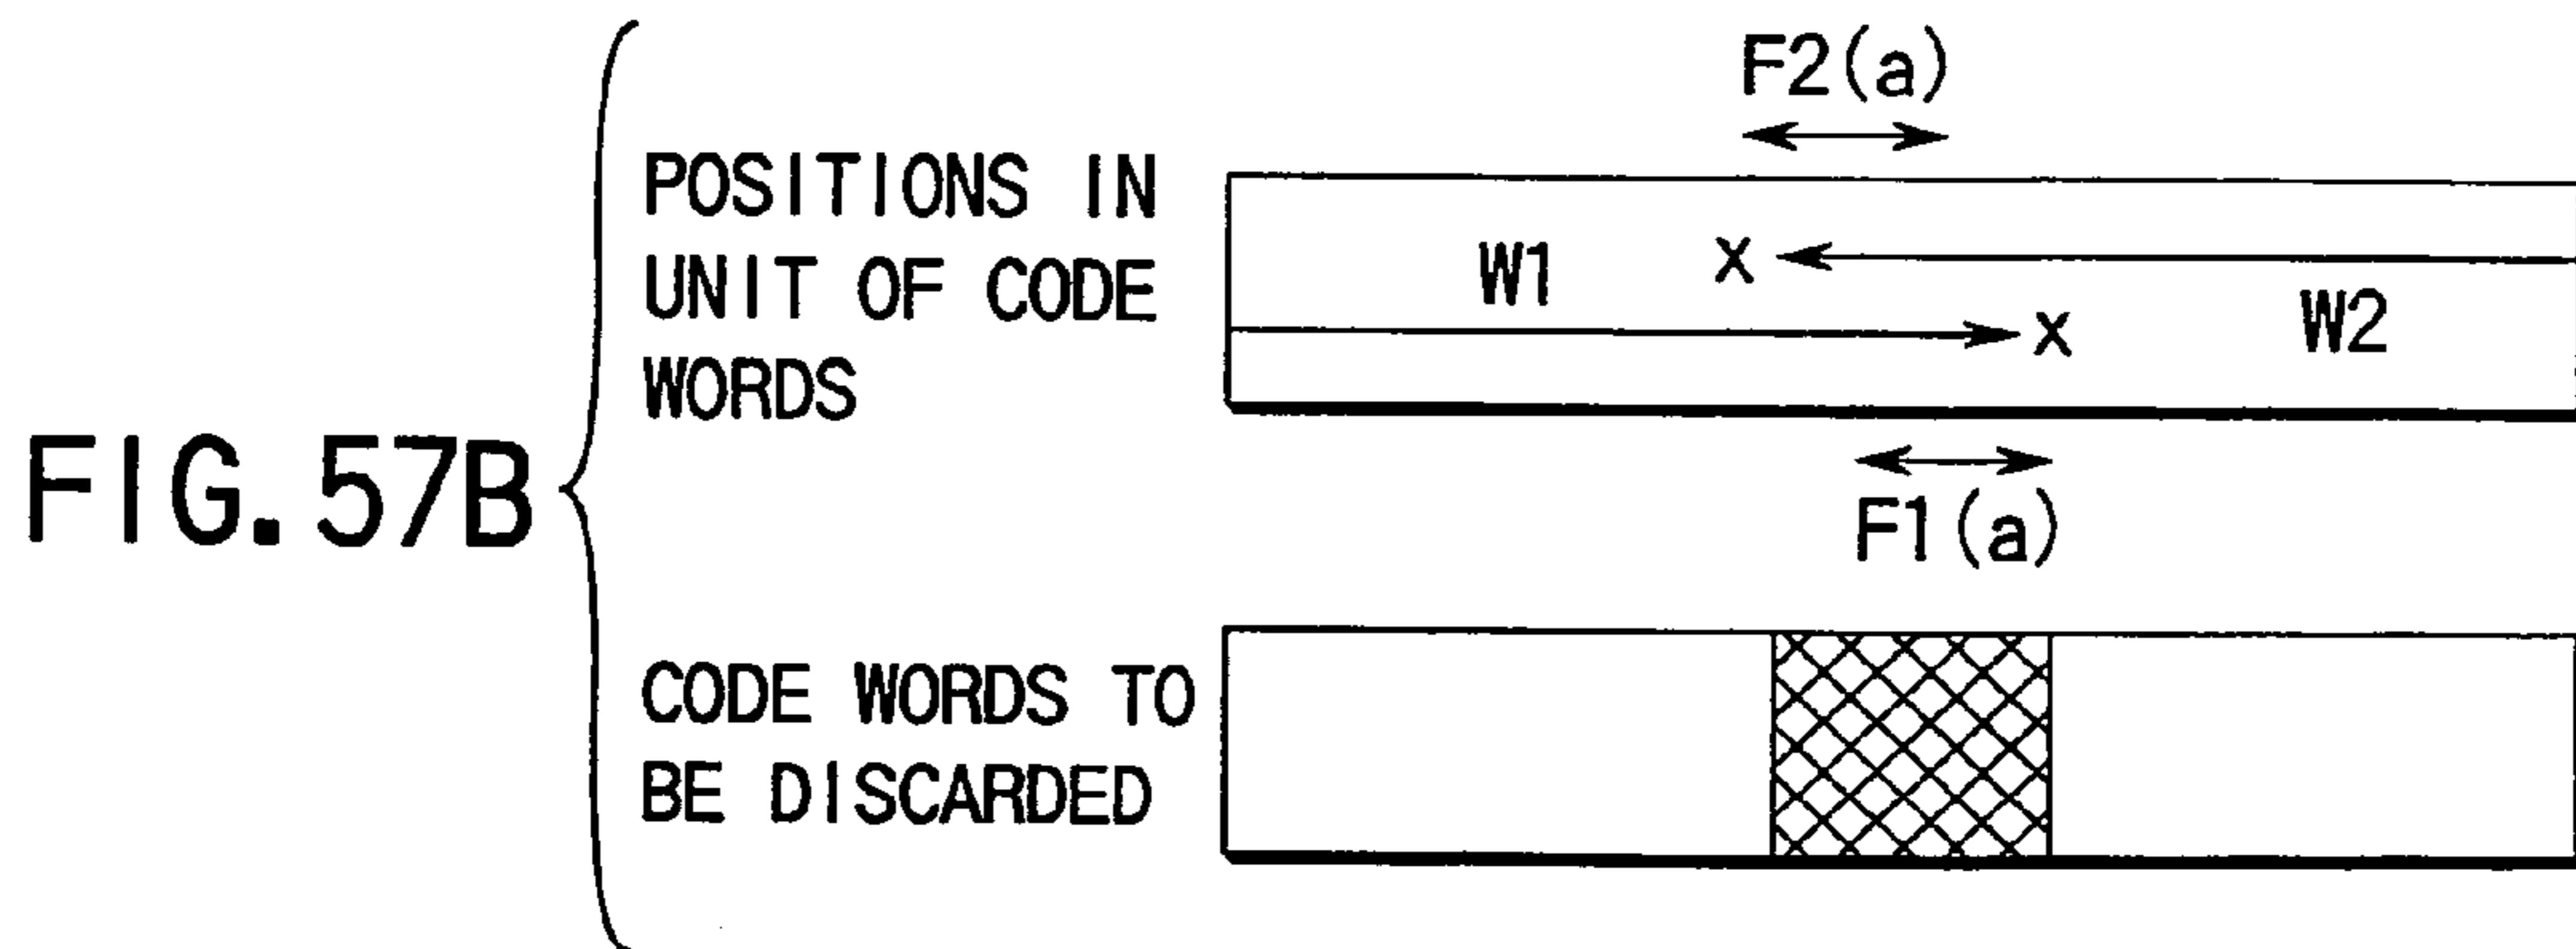 FIG.57B
POSITIONS IN
UNIT OF CODE
WORDS
F2(a)
W1
x
x
W2
F1(a)
CODE WORDS TO
BE DISCARDED